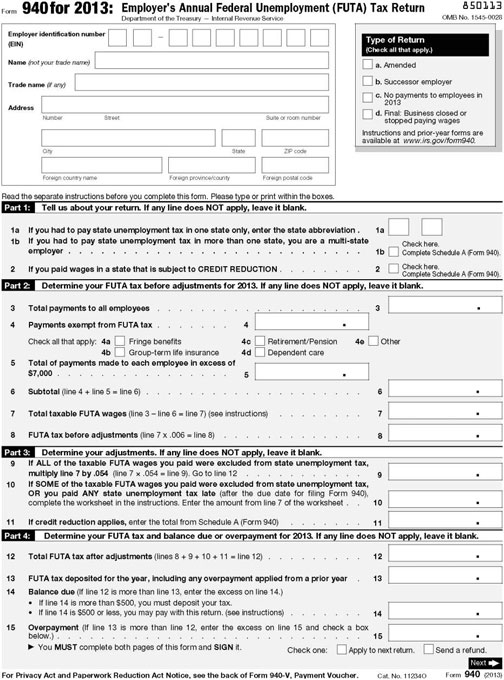 Form 940 for 2013: Employer's Annual Federal Unemployment (FUTA) Tax Return
850113
Department of the Treasury — Internal Revenue Service
OMB No. 1545-0028
Employer identification number
(EIN)
–
Name (not your trade name)
Trade name (if any)
Address
Number Street Suite or room number
City State ZIP code
Foreign country name Foreign province/county Foreign postal code
Type of Return
(Check all that apply.)
a. Amended
b. Successor employer
c. No payments to employees in
2013
d. Final: Business closed or
stopped paying wages
Instructions and prior-year forms are
available at www.irs.gov/form940.
Read the separate instructions before you complete this form. Please type or print within the boxes.
Part 1: Tell us about your return. If any line does NOT apply, leave it blank.
1a If you had to pay state unemployment tax in one state only, enter the state abbreviation . 1a
1b If you had to pay state unemployment tax in more than one state, you are a multi-state
employer . . . . . . . . . . . . . . . . . . . . . . . 1b Check here.
Complete Schedule A (Form 940).
2 If you paid wages in a state that is subject to CREDIT REDUCTION . . . . . . . . 2 Check here.
Complete Schedule A (Form 940).
Part 2: Determine your FUTA tax before adjustments for 2013. If any line does NOT apply, leave it blank.
3 Total payments to all employees . . . . . . . . . . . . . . . . 3 .
4 Payments exempt from FUTA tax . . . . . . . 4 .
Check all that apply: 4a Fringe benefits 4c Retirement/Pension 4e Other
4b Group-term life insurance 4d Dependent care
5 Total of payments made to each employee in excess of
$7,000 . . . . . . . . . . . . . . . 5 .
6 Subtotal (line 4 + line 5 = line 6) . . . . . . . . . . . . . . . . 6 .
7 Total taxable FUTA wages (line 3 – line 6 = line 7) (see instructions) . . . . . . . . 7 .
8 FUTA tax before adjustments (line 7 x .006 = line 8) . . . . . . . . . . . 8 .
Part 3: Determine your adjustments. If any line does NOT apply, leave it blank.
9 If ALL of the taxable FUTA wages you paid were excluded from state unemployment tax,
multiply line 7 by .054 (line 7 × .054 = line 9). Go to line 12 . . . . . . . . . . 9 .
10 If SOME of the taxable FUTA wages you paid were excluded from state unemployment tax,
OR you paid ANY state unemployment tax late (after the due date for filing Form 940),
complete the worksheet in the instructions. Enter the amount from line 7 of the worksheet . . 10 .
11 If credit reduction applies, enter the total from Schedule A (Form 940) . . . . . . . 11 .
Part 4: Determine your FUTA tax and balance due or overpayment for 2013. If any line does NOT apply, leave it blank.
12 Total FUTA tax after adjustments (lines 8 + 9 + 10 + 11 = line 12) . . . . . . . . 12 .
13 FUTA tax deposited for the year, including any overpayment applied from a prior year . 13 .
14 Balance due (If line 12 is more than line 13, enter the excess on line 14.)
• If line 14 is more than $500, you must deposit your tax.
• If line 14 is $500 or less, you may pay with this return. (see instructions) . . . . . . . 14 .
15 Overpayment (If line 13 is more than line 12, enter the excess on line 15 and check a box
below.) . . . . . . . . . . . . . . . . . . . . . . . . 15 .
► You MUST complete both pages of this form and SIGN it. Check one: Apply to next return. Send a refund.
Next
For Privacy Act and Paperwork Reduction Act Notice, see the back of Form 940-V, Payment Voucher. Cat. No. 11234O Form 940 (2013)